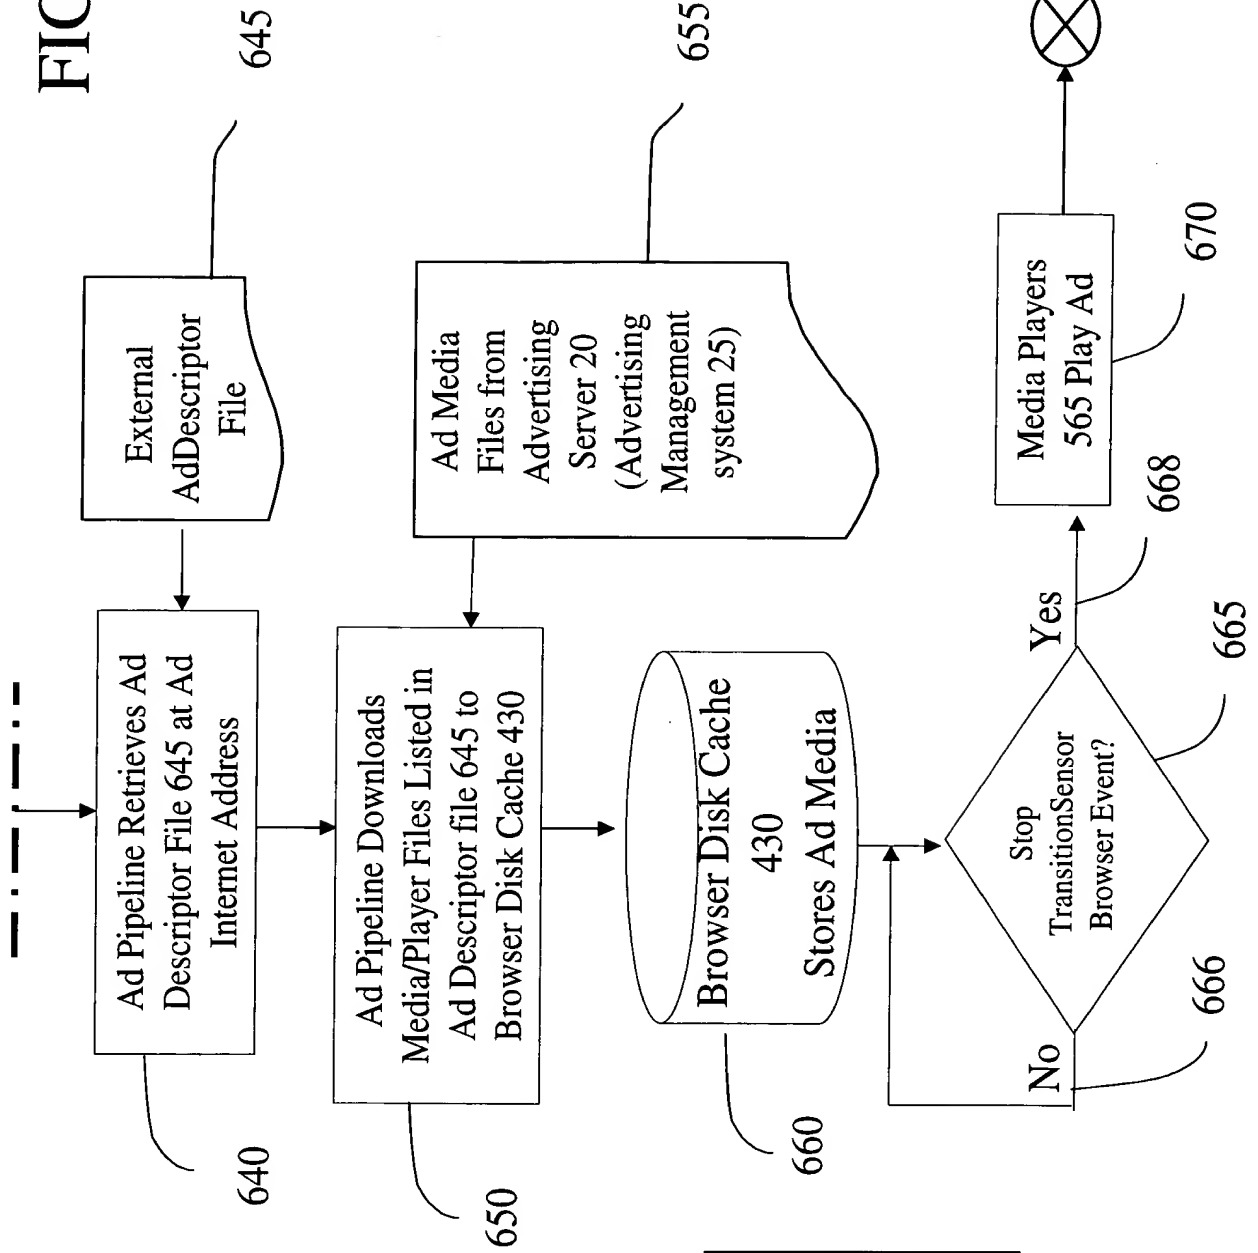 FIG
640
Ad Pipeline Retrieves Ad
Descriptor File 645 at Ad
Internet Address
External
AdDescriptor
File
645
650
Ad Pipeline Downloads
Media/Player Files Listed in
Ad Descriptor file 645 to
Browser Disk Cache 430
Ad Media
Files from
Advertising
Server 20
(Advertising
Management
system 25)
655
660
Browser Disk Cache
430
Stores Ad Media
No
666
Stop
TransitionSensor
Browser Event?
665
Yes
668
Media Players
565 Play Ad
670